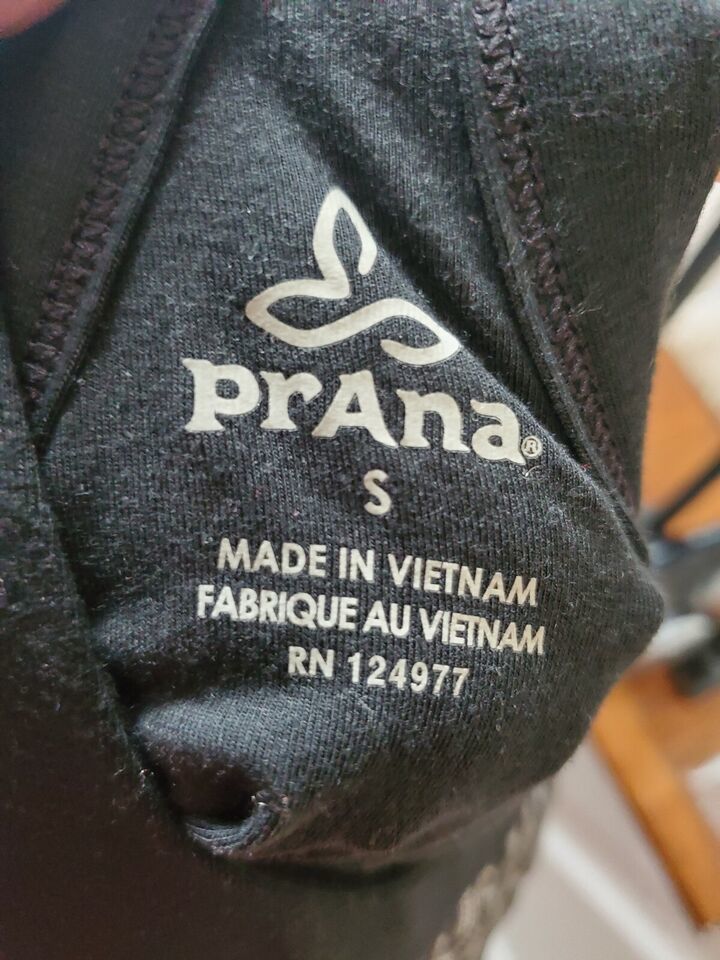 prAna®
S
MADE IN VIETNAM
FABRIQUE AU VIETNAM
RN 124977